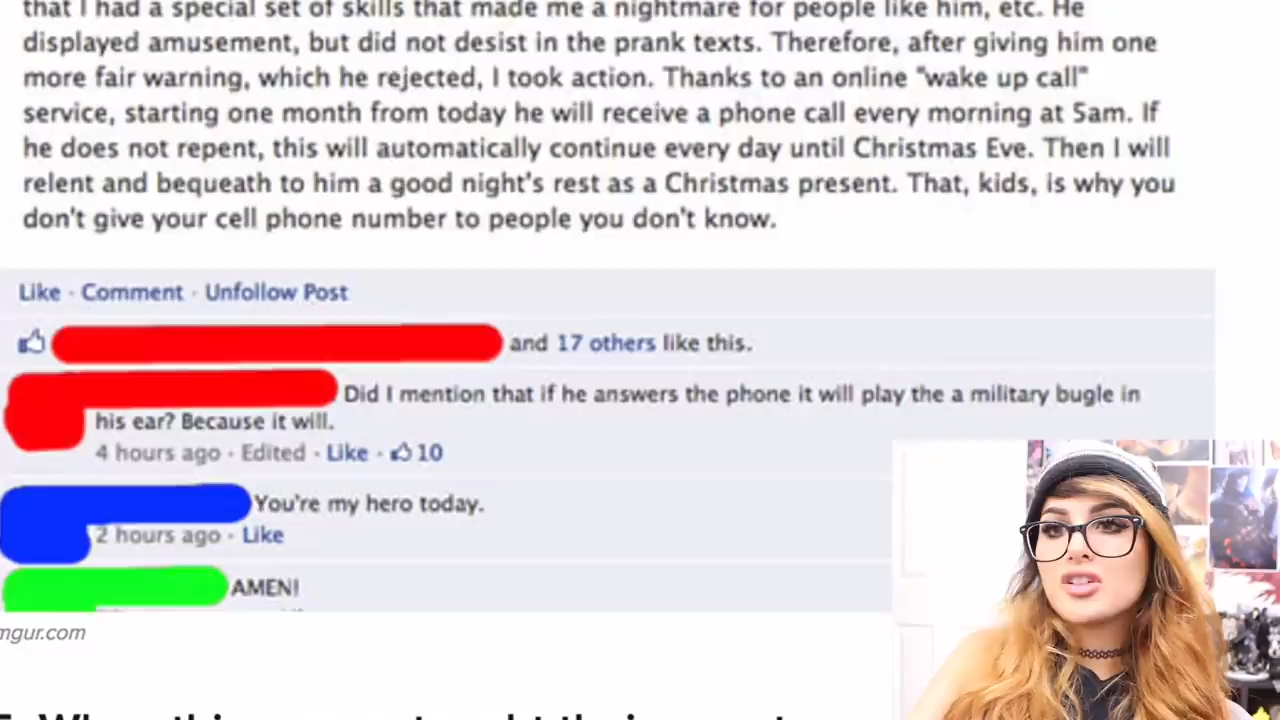 that I had a special set of skills that made me a nightmare for people like him, etc. He
displayed amusement, but did not desist in the prank texts. Therefore, after giving him one
more fair warning, which he rejected, I took action. Thanks to an online "wake up call"
service, starting one month from today he will receive a phone call every morning at 5am. If
he does not repent, this will automatically continue every day until Christmas Eve. Then I will
relent and bequeath to him a good night's rest as a Christmas present. That, kids, is why you
don't give your cell phone number to people you don't know.
Like · Comment · Unfollow Post
and 17 others like this.
Did I mention that if he answers the phone it will play the a military bugle in
his ear? Because it will.
4 hours ago · Edited · Like · 10
You're my hero today.
2 hours ago · Like
AMEN!
mgur.com